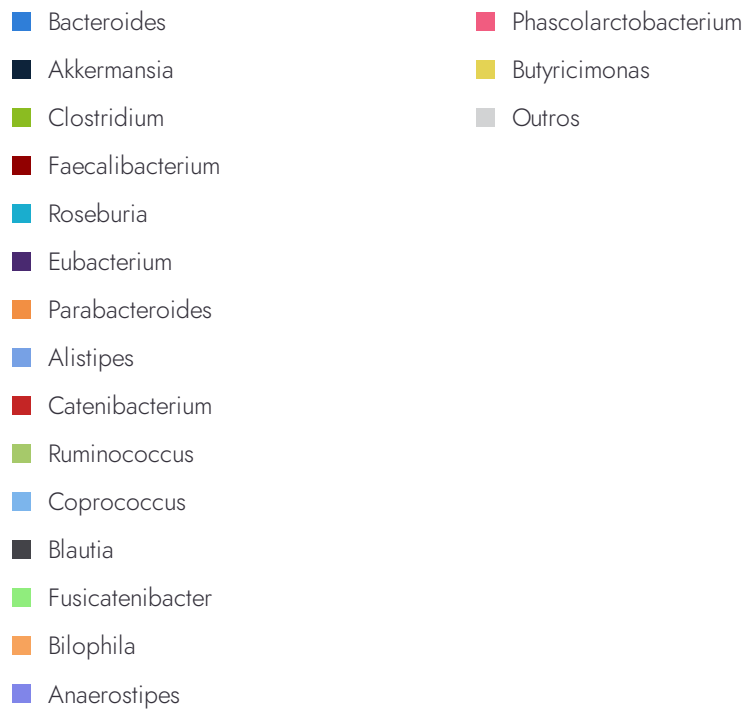 Bacteroides
Akkermansia
Clostridium
Faecalibacterium
Roseburia
Eubacterium
Parabacteroides
Alistipes
Catenibacterium
Ruminococcus
Coprococcus
Blautia
Fusicatenibacter
Bilophila
Anaerostipes
Phascolarctobacterium
Butyricimonas
Outros